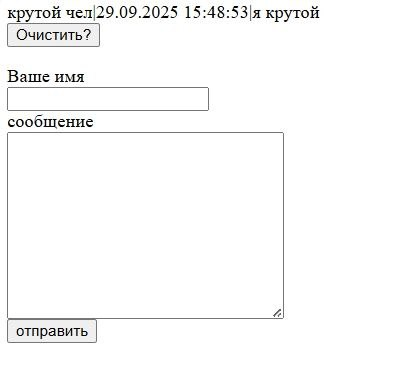 крутой чел|29.09.2025 15:48:53|я крутой
Очистить?
Ваше имя
сообщение
отправить